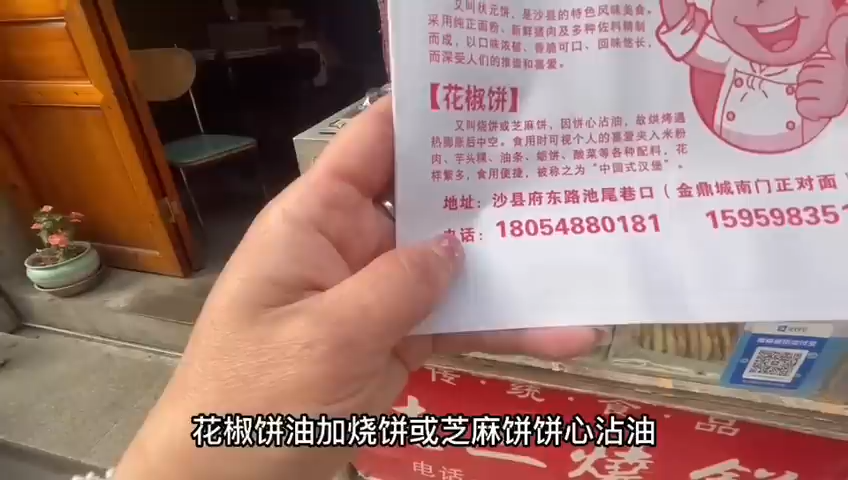 又叫状元饼，是沙县的特色风味美食。
采用纯正面粉、新鲜猪肉及多种佐料精制
而成，以口味浓郁、香脆可口、回味悠长，
而深受人们的推崇和喜爱。
【花椒饼】
又叫烧饼或芝麻饼，因饼心沾油，故烘烤遇
热膨胀后中空。食用时可视个人的喜爱夹入米粉
肉、芋头粿、油条、蛎饼、酸菜等各种配料，花
样繁多，食用便捷，被称之为“中国式汉堡”。
地址：沙县府东路池尾巷口（金鼎城南门正对面）
电话：18054880181 159598351
传·统·食·品
烧饼
电话
花椒饼油加烧饼或芝麻饼饼心沾油